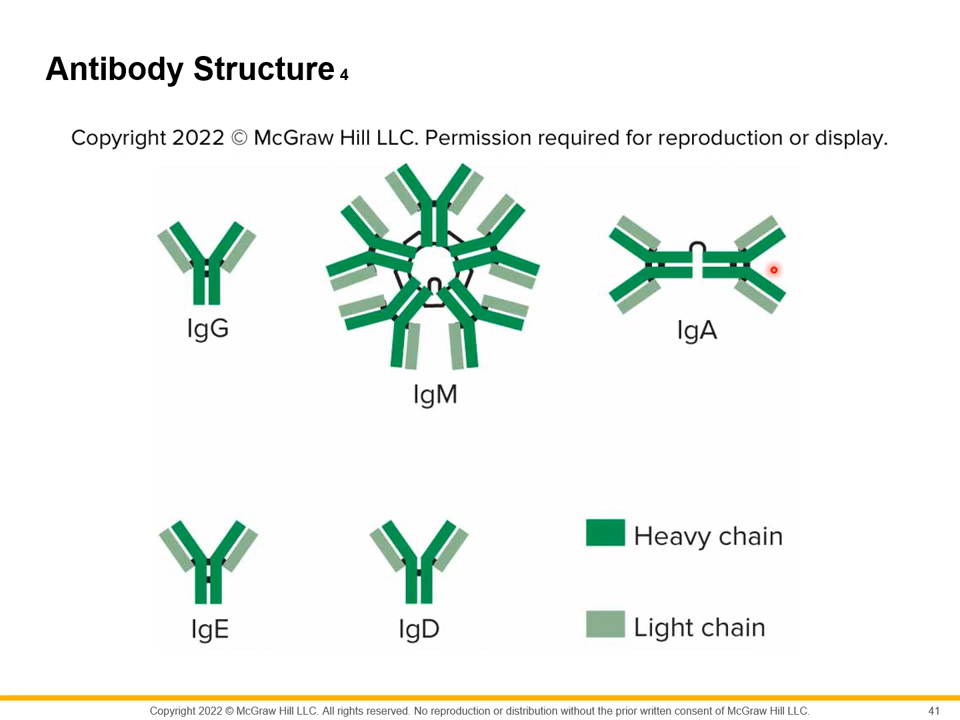 Antibody Structure 4
Copyright 2022 © McGraw Hill LLC. Permission required for reproduction or display.
IgG
IgM
IgA
IgE
IgD
Heavy chain
Light chain
Copyright 2022 © McGraw Hill LLC. All rights reserved. No reproduction or distribution without the prior written consent of McGraw Hill LLC.
41